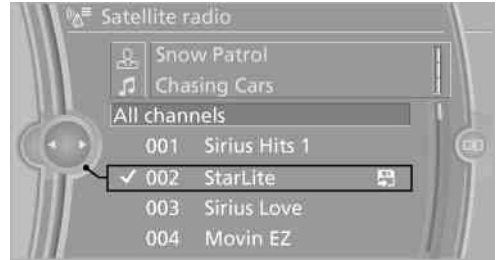 Satellite radio
Snow Patrol
Chasing Cars
All channels
001 Sirius Hits 1
002 StarLite
003 Sirius Love
004 Movin EZ